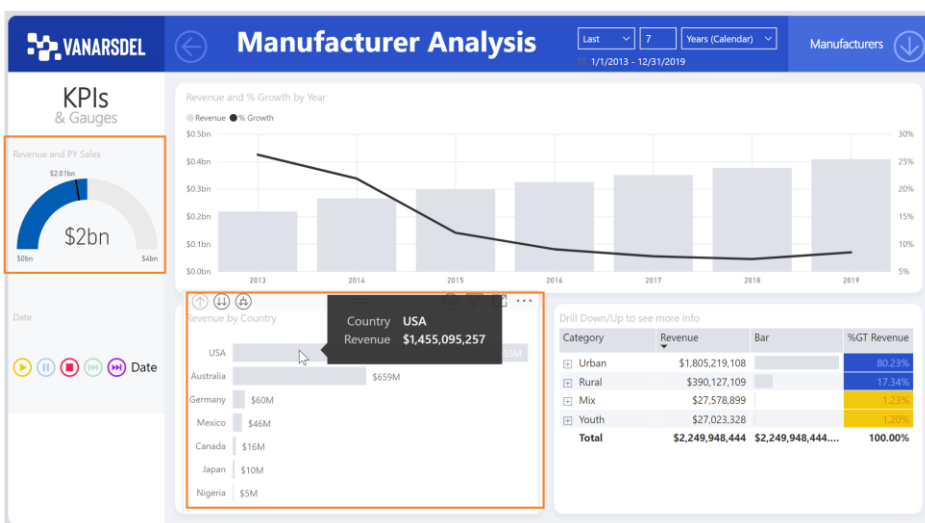 VANARSDEL
Manufacturer Analysis
Last 7 Years (Calendar)
1/1/2013 - 12/31/2019
Manufacturers
KPIs
& Gauges
Revenue and PY Sales
$2.01bn
$2bn
$0bn $4bn
Date
Date
Revenue and % Growth by Year
Revenue % Growth
$0.5bn 30%
$0.4bn 25%
$0.3bn 20%
$0.2bn 15%
$0.1bn 10%
$0.0bn 5%
2013 2014 2015 2016 2017 2018 2019
Revenue by Country
Country USA
Revenue $1,455,095,257
USA
Australia $659M
Germany $60M
Mexico $46M
Canada $16M
Japan $10M
Nigeria $5M
Drill Down/Up to see more info
Category Revenue Bar %GT Revenue
Urban $1,805,219,108 80.23%
Rural $390,127,109 17.34%
Mix $27,578,899 1.23%
Youth $27,023,328 1.20%
Total $2,249,948,444 $2,249,948,444.... 100.00%